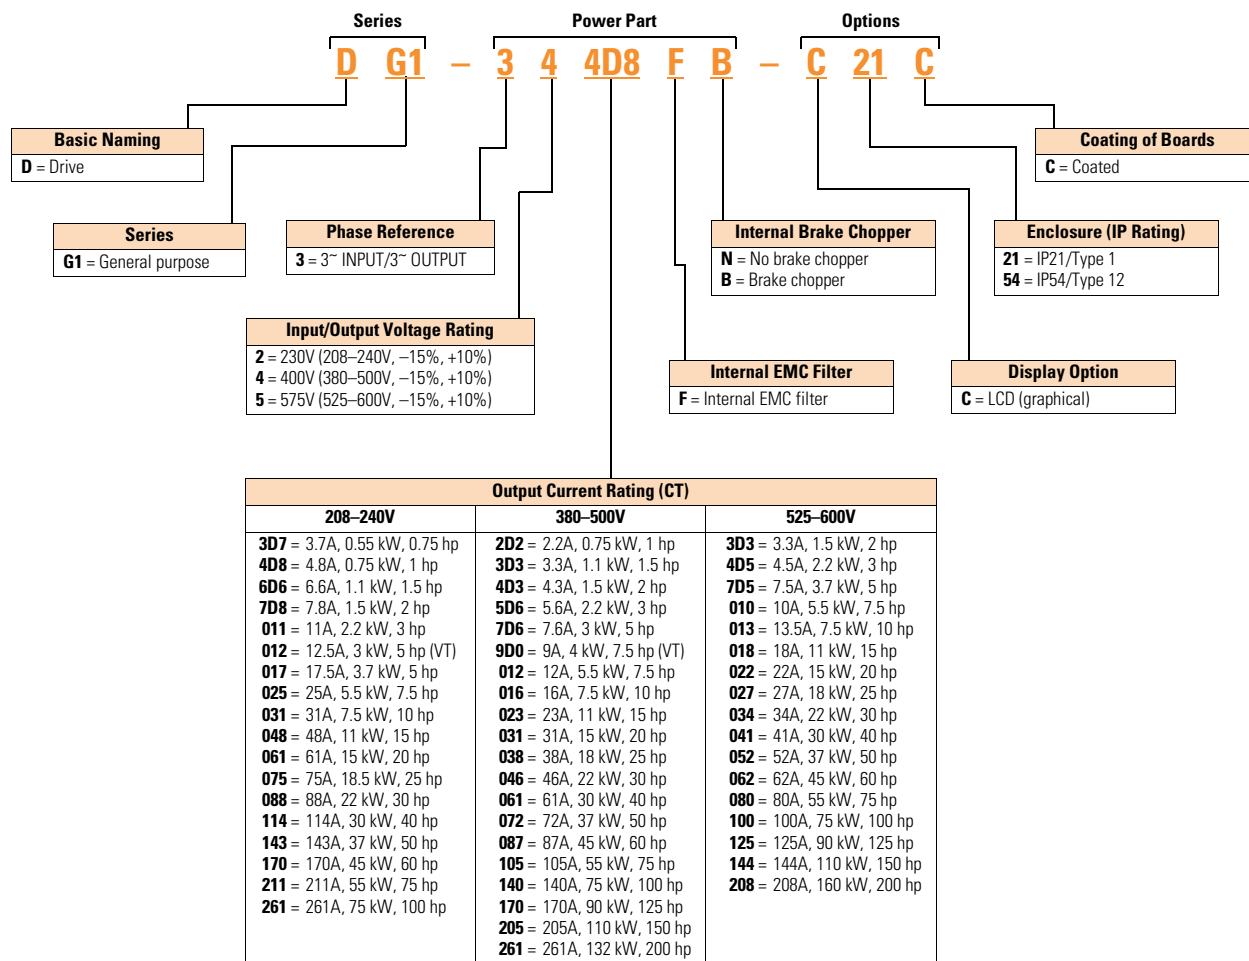 Series Power Part Options
D G1 – 3 4 4D8 F B – C 21 C
Basic Naming
D = Drive
Coating of Boards
C = Coated
Series
G1 = General purpose
Phase Reference
3 = 3~ INPUT/3~ OUTPUT
Internal Brake Chopper
N = No brake chopper
B = Brake chopper
Enclosure (IP Rating)
21 = IP21/Type 1
54 = IP54/Type 12
Input/Output Voltage Rating
2 = 230V (208–240V, –15%, +10%)
4 = 400V (380–500V, –15%, +10%)
5 = 575V (525–600V, –15%, +10%)
Internal EMC Filter
F = Internal EMC filter
Display Option
C = LCD (graphical)
Output Current Rating (CT)
208–240V
3D7 = 3.7A, 0.55 kW, 0.75 hp
4D8 = 4.8A, 0.75 kW, 1 hp
6D6 = 6.6A, 1.1 kW, 1.5 hp
7D8 = 7.8A, 1.5 kW, 2 hp
011 = 11A, 2.2 kW, 3 hp
012 = 12.5A, 3 kW, 5 hp (VT)
017 = 17.5A, 3.7 kW, 5 hp
025 = 25A, 5.5 kW, 7.5 hp
031 = 31A, 7.5 kW, 10 hp
048 = 48A, 11 kW, 15 hp
061 = 61A, 15 kW, 20 hp
075 = 75A, 18.5 kW, 25 hp
088 = 88A, 22 kW, 30 hp
114 = 114A, 30 kW, 40 hp
143 = 143A, 37 kW, 50 hp
170 = 170A, 45 kW, 60 hp
211 = 211A, 55 kW, 75 hp
261 = 261A, 75 kW, 100 hp
380–500V
2D2 = 2.2A, 0.75 kW, 1 hp
3D3 = 3.3A, 1.1 kW, 1.5 hp
4D3 = 4.3A, 1.5 kW, 2 hp
5D6 = 5.6A, 2.2 kW, 3 hp
7D6 = 7.6A, 3 kW, 5 hp
9D0 = 9A, 4 kW, 7.5 hp (VT)
012 = 12A, 5.5 kW, 7.5 hp
016 = 16A, 7.5 kW, 10 hp
023 = 23A, 11 kW, 15 hp
031 = 31A, 15 kW, 20 hp
038 = 38A, 18 kW, 25 hp
046 = 46A, 22 kW, 30 hp
061 = 61A, 30 kW, 40 hp
072 = 72A, 37 kW, 50 hp
087 = 87A, 45 kW, 60 hp
105 = 105A, 55 kW, 75 hp
140 = 140A, 75 kW, 100 hp
170 = 170A, 90 kW, 125 hp
205 = 205A, 110 kW, 150 hp
261 = 261A, 132 kW, 200 hp
525–600V
3D3 = 3.3A, 1.5 kW, 2 hp
4D5 = 4.5A, 2.2 kW, 3 hp
7D5 = 7.5A, 3.7 kW, 5 hp
010 = 10A, 5.5 kW, 7.5 hp
013 = 13.5A, 7.5 kW, 10 hp
018 = 18A, 11 kW, 15 hp
022 = 22A, 15 kW, 20 hp
027 = 27A, 18 kW, 25 hp
034 = 34A, 22 kW, 30 hp
041 = 41A, 30 kW, 40 hp
052 = 52A, 37 kW, 50 hp
062 = 62A, 45 kW, 60 hp
080 = 80A, 55 kW, 75 hp
100 = 100A, 75 kW, 100 hp
125 = 125A, 90 kW, 125 hp
144 = 144A, 110 kW, 150 hp
208 = 208A, 160 kW, 200 hp